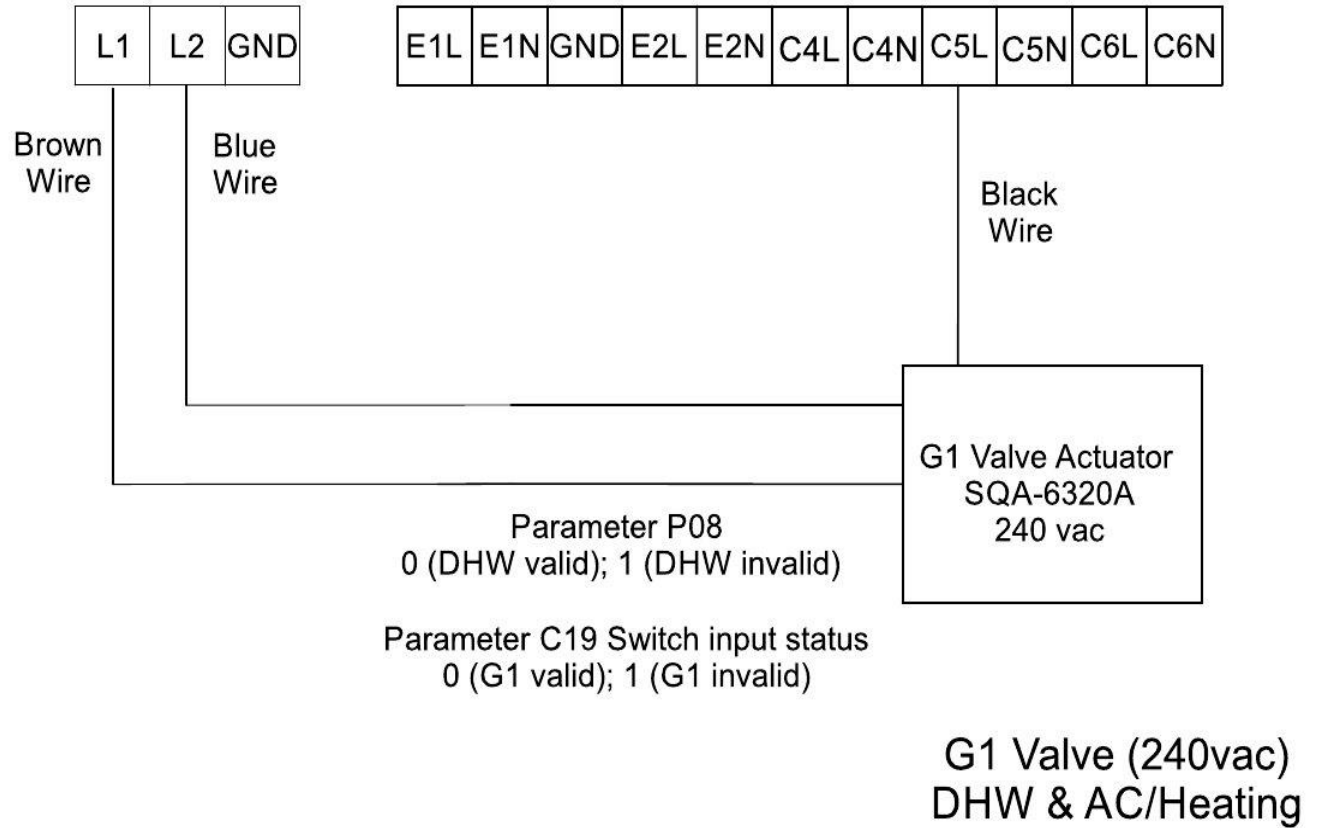 L1 L2 GND E1L E1N GND E2L E2N C4L C4N C5L C5N C6L C6N
Brown
Wire
Blue
Wire
Black
Wire
G1 Valve Actuator
SQA-6320A
240 vac
Parameter P08
0 (DHW valid); 1 (DHW invalid)
Parameter C19 Switch input status
0 (G1 valid); 1 (G1 invalid)
G1 Valve (240vac)
DHW & AC/Heating